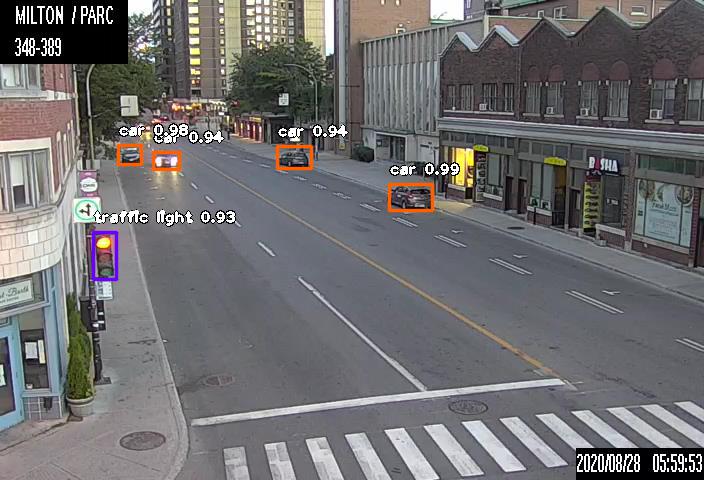 MILTON / PARC
348-389
car 0.98
car 0.94
car 0.94
car 0.99
traffic light 0.93
BASHA
2020/08/28 05:59:53